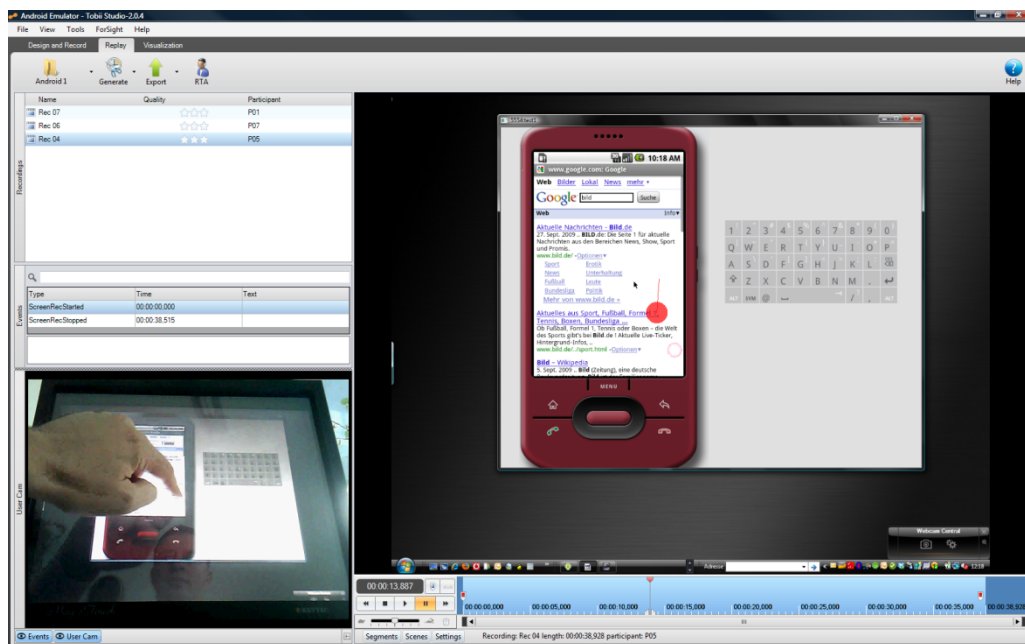 Android Emulator - Tobii Studio-2.0.4
File View Tools ForSight Help
Design and Record Replay Visualization
Android 1 Generate Export RTA
Help
Name Quality Participant
Rec 07 P01
Rec 06 P07
Rec 04 P05
Recordings
Type Time Text
ScreenRecStarted 00:00:00,000
ScreenRecStopped 00:00:38,515
Events
User Cam
10:18 AM
www.google.com: Google
Web Bilder Lokal News mehr
Google bild Suche
Web Info
Aktuelle Nachrichten - Bild.de
27. Sept. 2009 .. BILD.de: Die Seite 1 für aktuelle
Nachrichten aus den Bereichen News, Show, Sport
und Promis.
www.bild.de/ -Optionen
Sport Erotik
News Unterhaltung
Fußball Leute
Bundesliga Politik
Mehr von www.bild.de »
Aktuelles aus Sport, Fußball, Formel 1,
Tennis, Boxen, Bundesliga ...
Ob Fußball, Formel 1, Tennis oder Boxen - die Welt
des Sports gibt's bei Bild.de ! Aktuelle Live-Ticker,
Hintergrund-Infos, ..
www.bild.de/../sport.html -Optionen
Bild - Wikipedia
5. Sept. 2009 .. Bild (Zeitung), eine deutsche
MENU
1 2 3 4 5 6 7 8 9 0
Q W E R T Y U I O P
A S D F G H J K L DEL
Z X C V B N M .
ALT SYM @ / , ALT
Webcam Control
Adresse
12:18
00:00:13.887
00:00:00,000 00:00:05,000 00:00:10,000 00:00:15,000 00:00:20,000 00:00:25,000 00:00:30,000 00:00:35,000 00:00:38,928
Events User Cam
Segments Scenes Settings Recording: Rec 04 length: 00:00:38,928 participant: P05